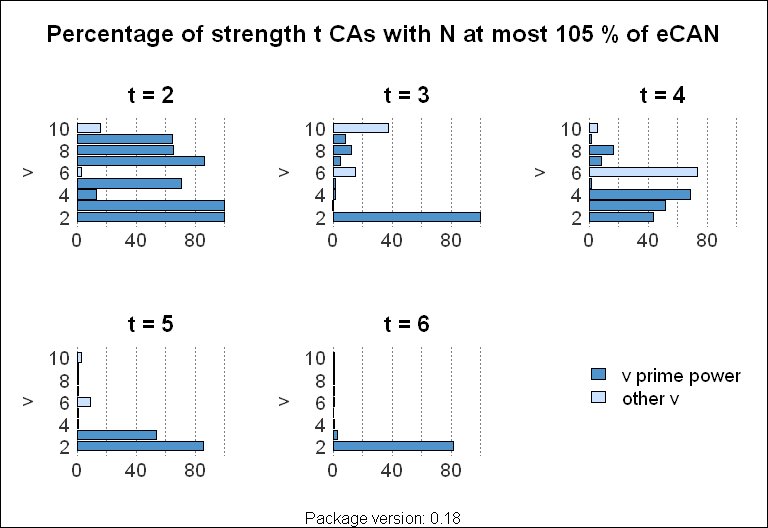 Percentage of strength t CAs with N at most 105 % of eCAN
t = 2
10
8
6
4
2
v
0 40 80
t = 3
10
8
6
4
2
v
0 40 80
t = 4
10
8
6
4
2
v
0 40 80
t = 5
10
8
6
4
2
v
0 40 80
t = 6
10
8
6
4
2
v
0 40 80
v prime power
other v
Package version: 0.18